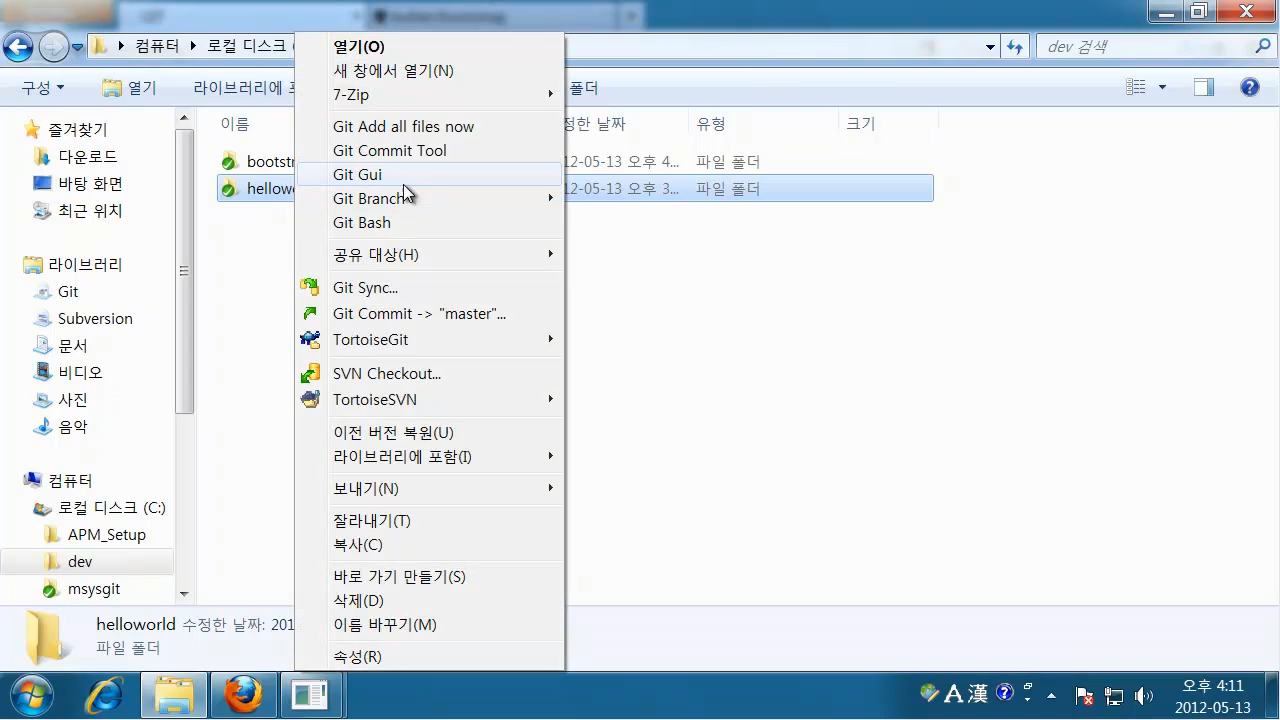 컴퓨터 로컬 디스크 (
dev 검색
구성 열기 라이브러리에 폴더
이름 정한 날짜 유형 크기
bootstr 12-05-13 오후 4... 파일 폴더
hellow 12-05-13 오후 3... 파일 폴더
즐겨찾기
다운로드
바탕 화면
최근 위치
라이브러리
Git
Subversion
문서
비디오
사진
음악
컴퓨터
로컬 디스크 (C:)
APM_Setup
dev
msysgit
열기(O)
새 창에서 열기(N)
7-Zip
Git Add all files now
Git Commit Tool
Git Gui
Git Branch
Git Bash
공유 대상(H)
Git Sync...
Git Commit -> "master"...
TortoiseGit
SVN Checkout...
TortoiseSVN
이전 버전 복원(U)
라이브러리에 포함(I)
보내기(N)
잘라내기(T)
복사(C)
바로 가기 만들기(S)
삭제(D)
이름 바꾸기(M)
속성(R)
helloworld 수정한 날짜: 201
파일 폴더
A 漢
오후 4:11
2012-05-13